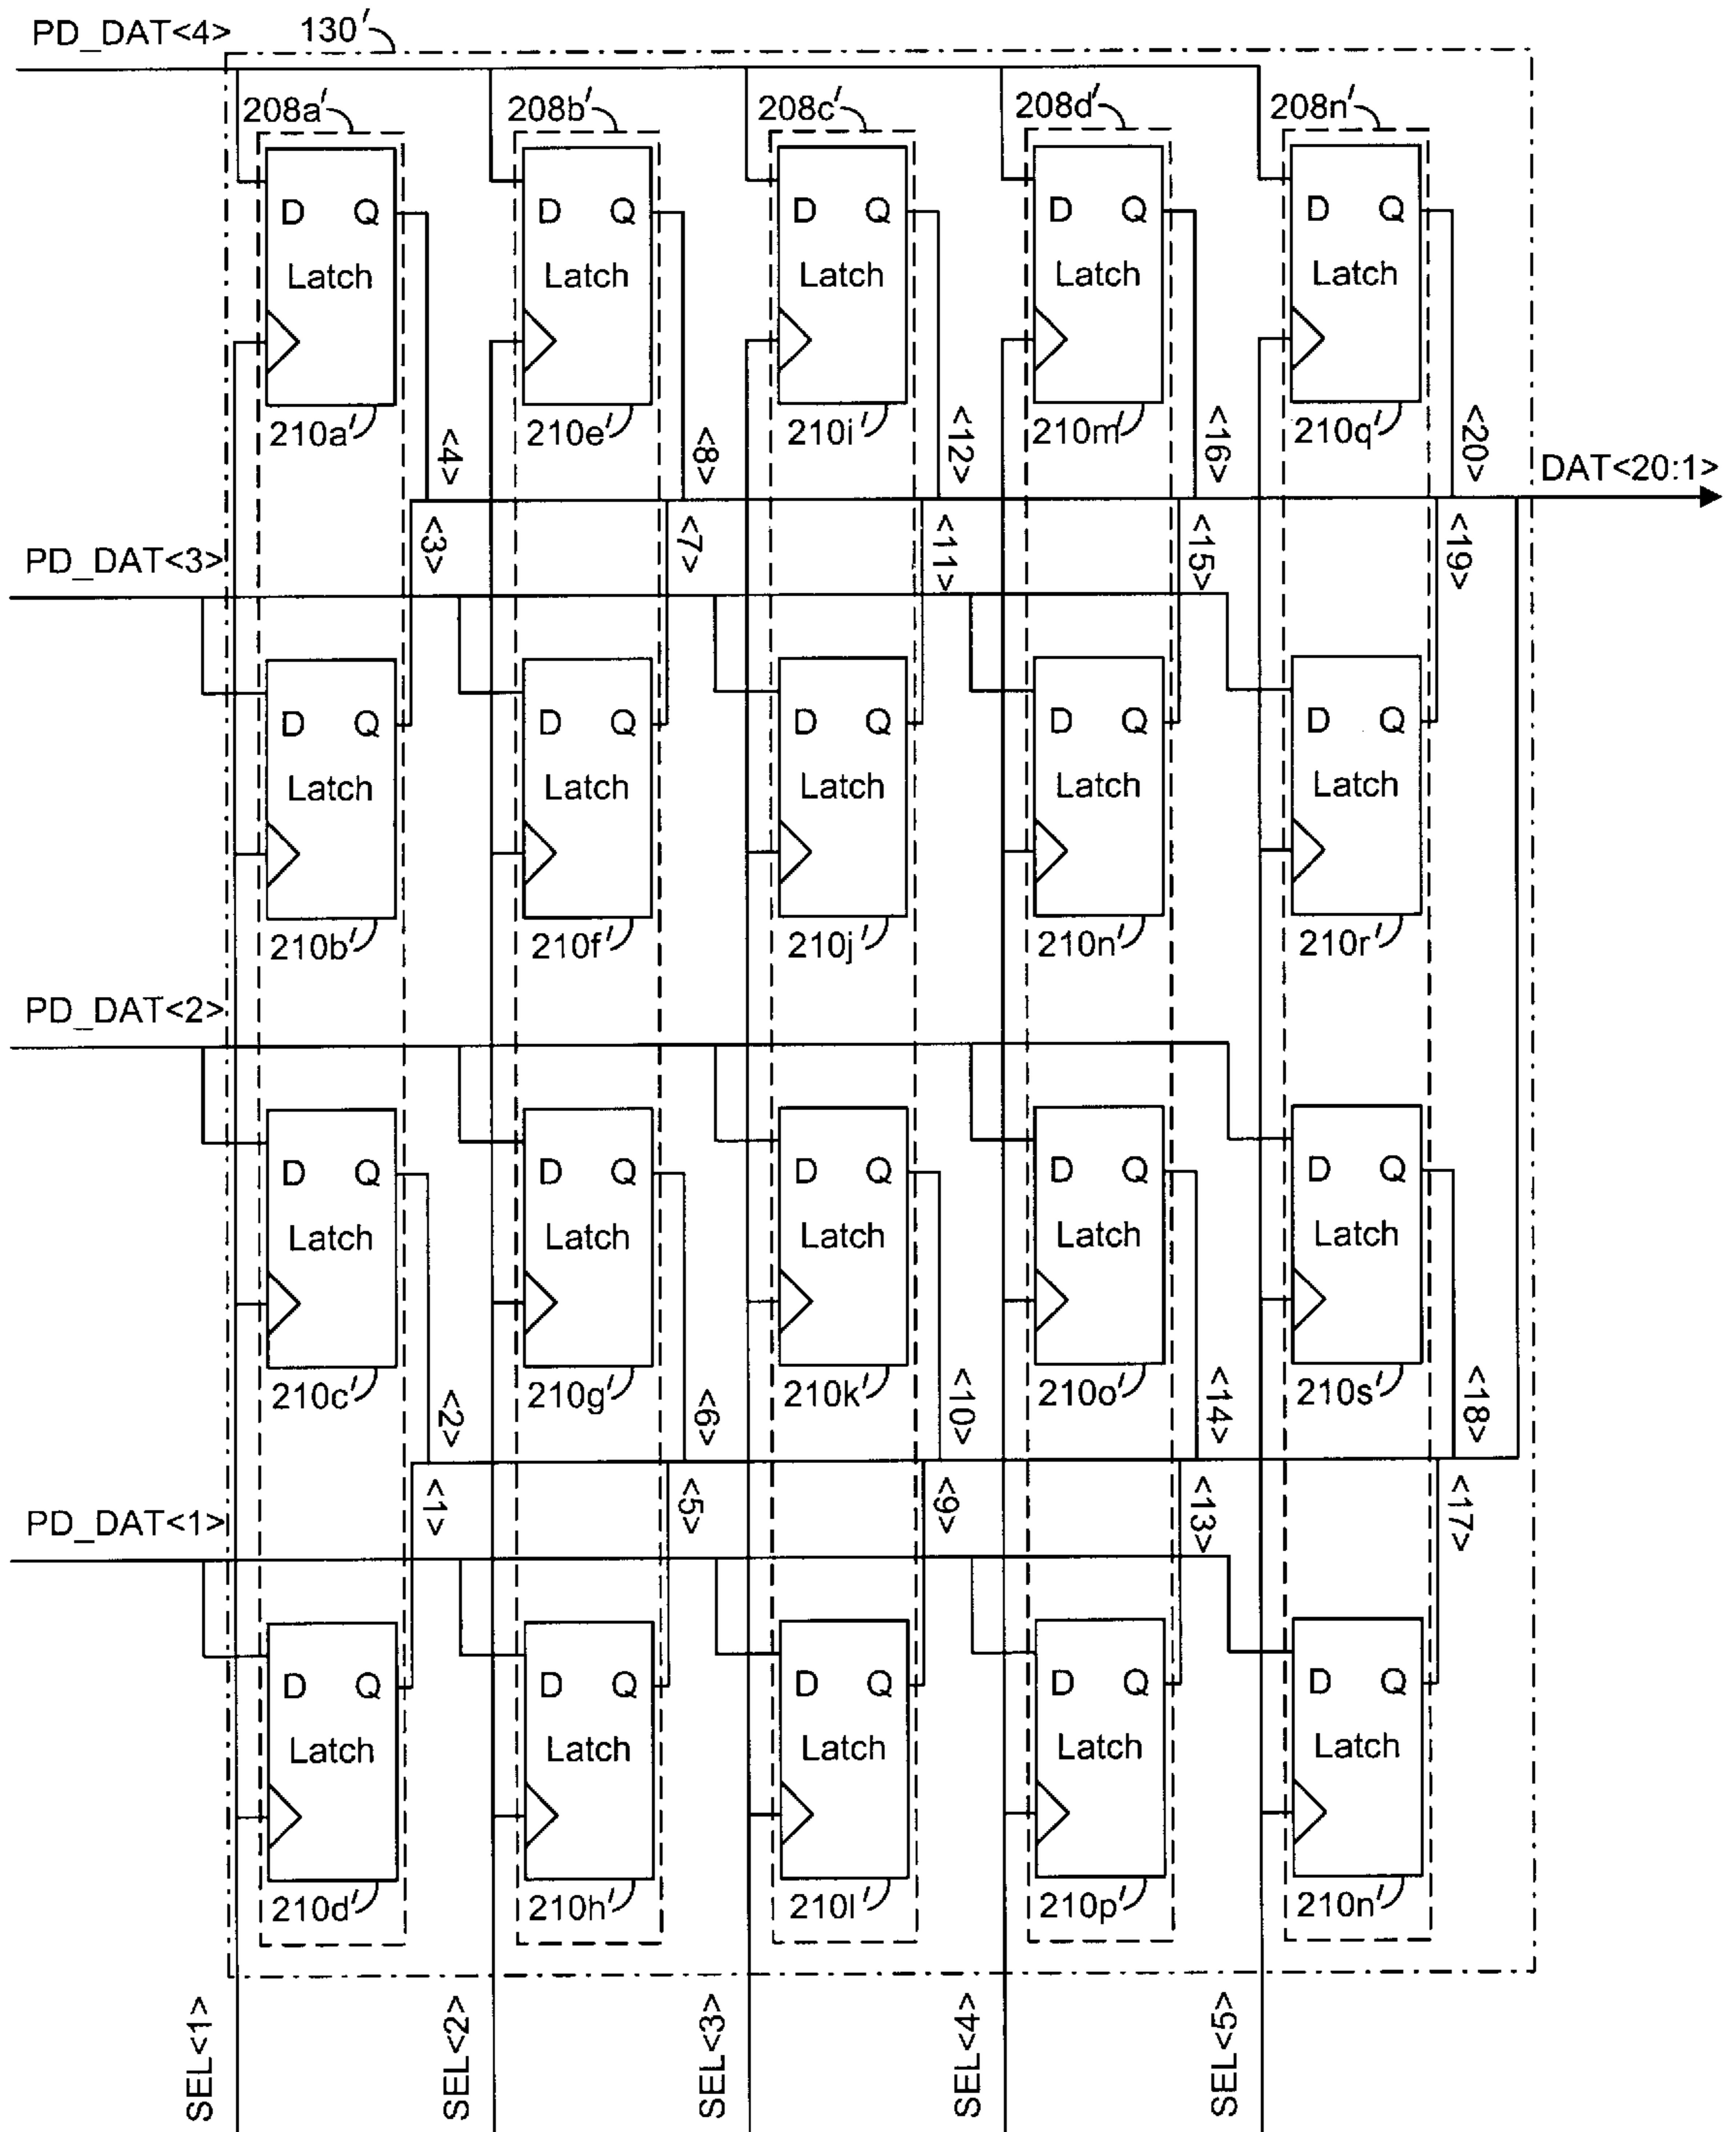 PD_DAT<4> 130′
208a′ 208b′ 208c′ 208d′ 208n′
D Q D Q D Q D Q D Q
Latch Latch Latch Latch Latch
210a′ 210e′ 210i′ 210m′ 210q′
<4> <8> <12> <16> <20>
DAT<20:1>
<3> <7> <11> <15> <19>
PD_DAT<3>
D Q D Q D Q D Q D Q
Latch Latch Latch Latch Latch
210b′ 210f′ 210j′ 210n′ 210r′
PD_DAT<2>
D Q D Q D Q D Q D Q
Latch Latch Latch Latch Latch
210c′ 210g′ 210k′ 210o′ 210s′
<2> <6> <10> <14> <18>
<1> <5> <9> <13> <17>
PD_DAT<1>
D Q D Q D Q D Q D Q
Latch Latch Latch Latch Latch
210d′ 210h′ 210l′ 210p′ 210n′
SEL<1> SEL<2> SEL<3> SEL<4> SEL<5>